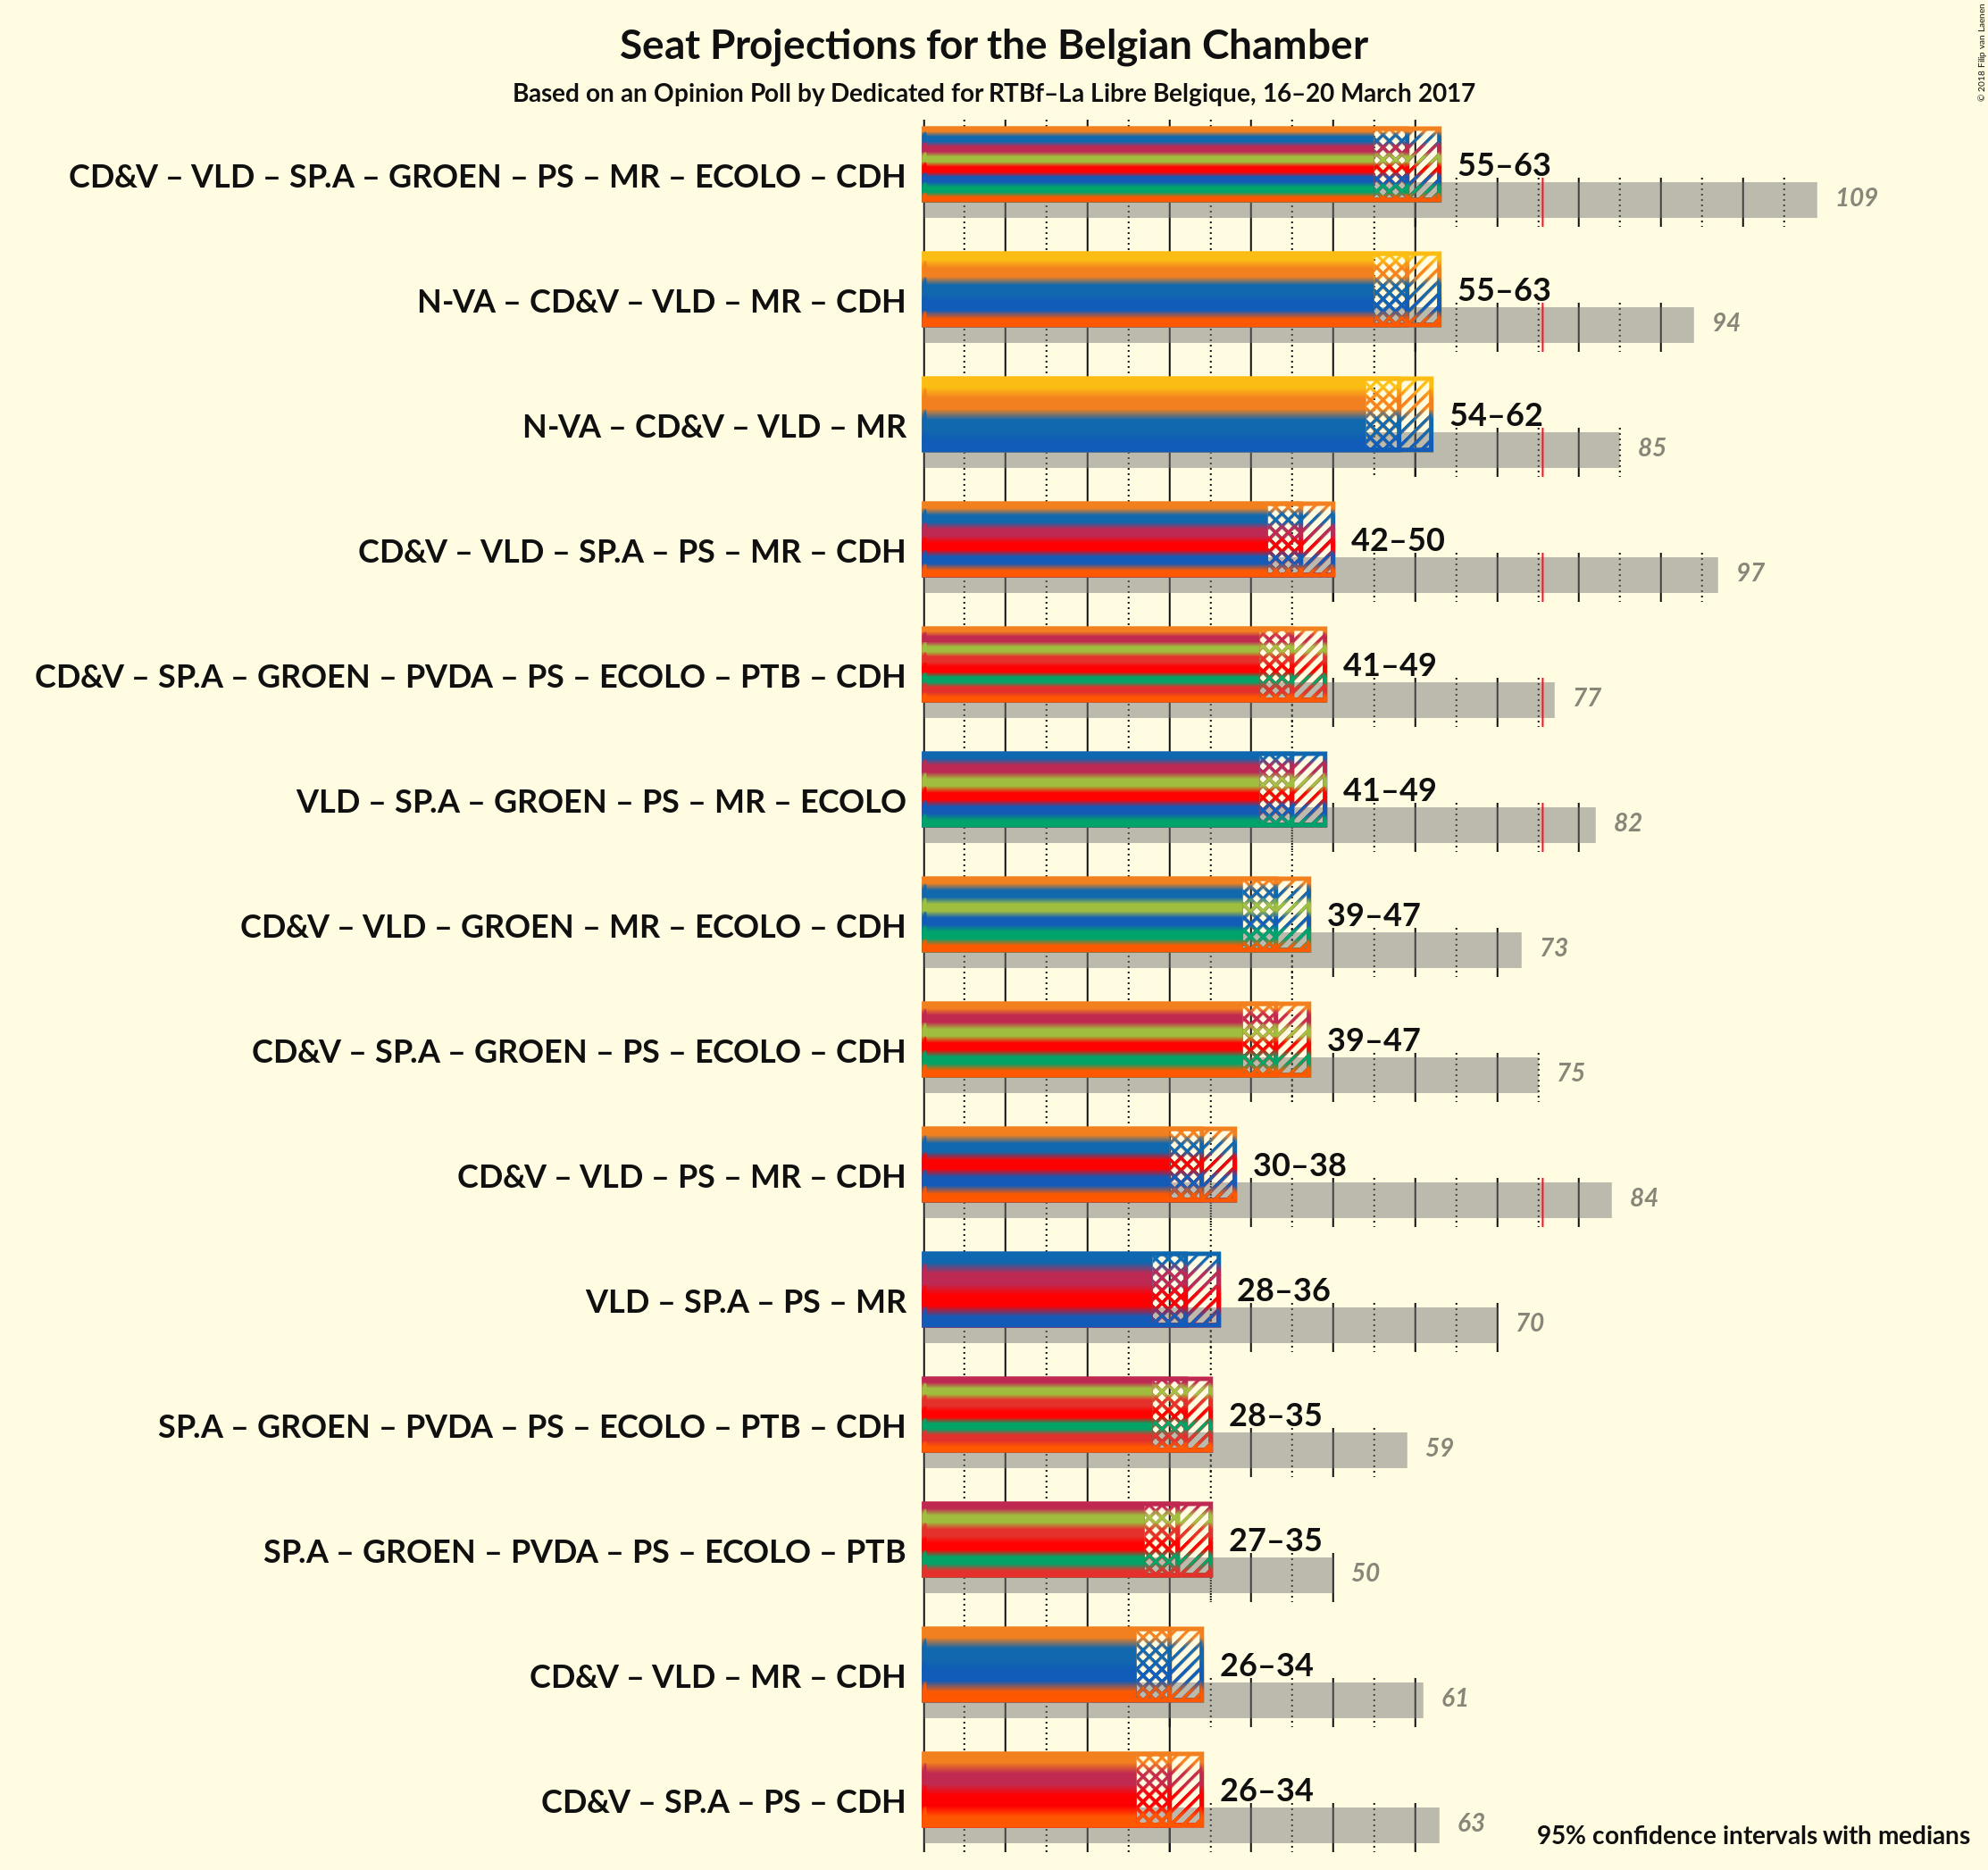 Seat Projections for the Belgian Chamber
Based on an Opinion Poll by Dedicated for RTBf–La Libre Belgique, 16–20 March 2017
© 2018 Filip van Laenen
CD&V – VLD – SP.A – GROEN – PS – MR – ECOLO – CDH
55–63
109
N-VA – CD&V – VLD – MR – CDH
55–63
94
N-VA – CD&V – VLD – MR
54–62
85
CD&V – VLD – SP.A – PS – MR – CDH
42–50
97
CD&V – SP.A – GROEN – PVDA – PS – ECOLO – PTB – CDH
41–49
77
VLD – SP.A – GROEN – PS – MR – ECOLO
41–49
82
CD&V – VLD – GROEN – MR – ECOLO – CDH
39–47
73
CD&V – SP.A – GROEN – PS – ECOLO – CDH
39–47
75
CD&V – VLD – PS – MR – CDH
30–38
84
VLD – SP.A – PS – MR
28–36
70
SP.A – GROEN – PVDA – PS – ECOLO – PTB – CDH
28–35
59
SP.A – GROEN – PVDA – PS – ECOLO – PTB
27–35
50
CD&V – VLD – MR – CDH
26–34
61
CD&V – SP.A – PS – CDH
26–34
63
95% confidence intervals with medians